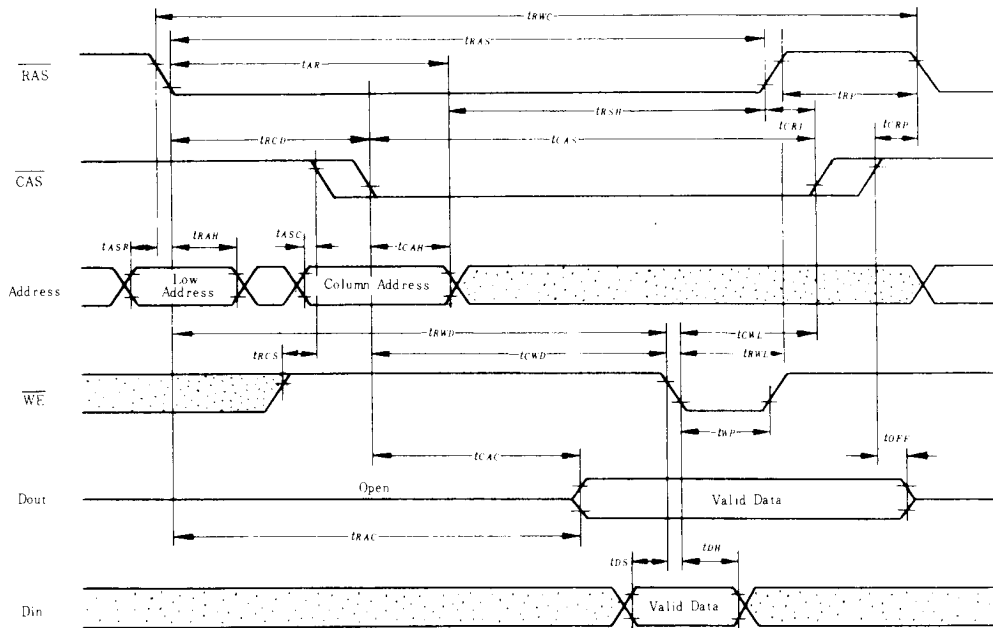 tRWC
tRAS
RAS
tAR
tRP
tRSH
tCRI
tCRP
tRCD
tCAS
CAS
tASR
tRAH
tASC
tCAH
Address
Low
Address
Column Address
tRWD
tCWL
tRCS
tCWD
tRWL
WE
tWP
tOFF
tCAC
Dout
Open
Valid Data
tRAC
tDS
tDH
Din
Valid Data